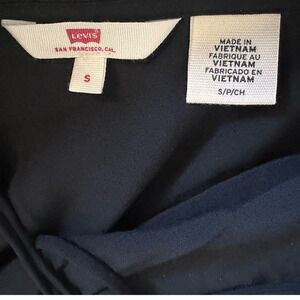 Levi's
SAN FRANCISCO, CAL.
S
MADE IN
VIETNAM
FABRIQUE AU
VIETNAM
FABRICADO EN
VIETNAM
S/P/CH